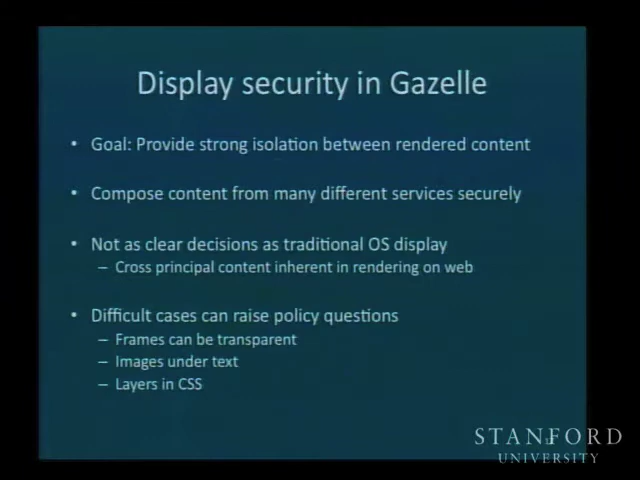 Display security in Gazelle
• Goal: Provide strong isolation between rendered content
• Compose content from many different services securely
• Not as clear decisions as traditional OS display
– Cross principal content inherent in rendering on web
• Difficult cases can raise policy questions
– Frames can be transparent
– Images under text
– Layers in CSS
STANFORD
UNIVERSITY